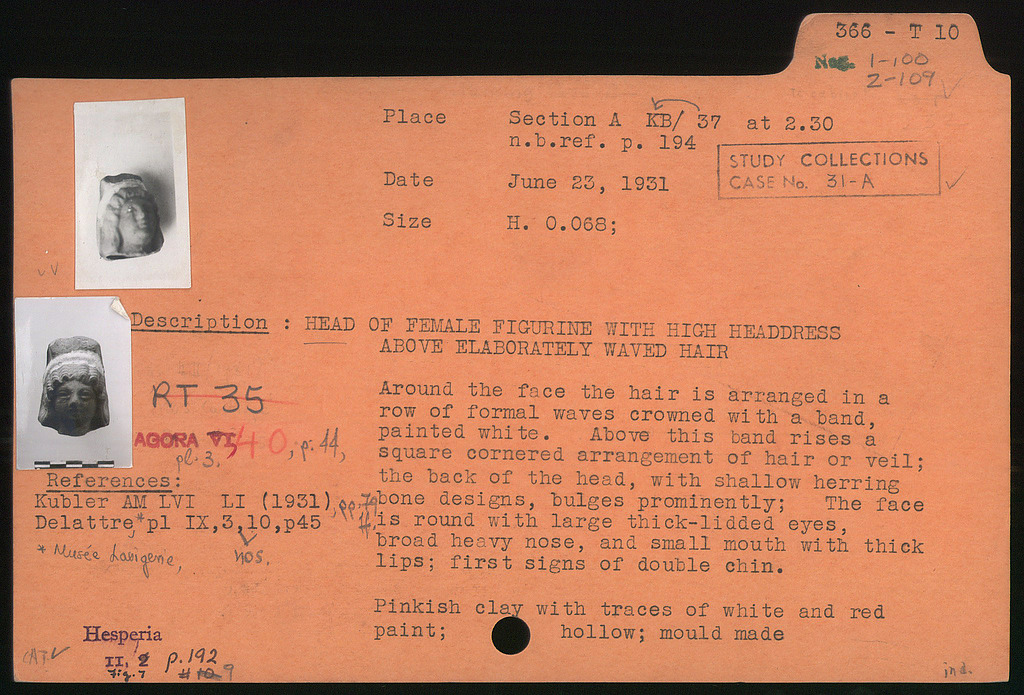 366 - T 10
Neg. 1-100
2-109
Place Section A KB/ 37 at 2.30
n.b.ref. p. 194
STUDY COLLECTIONS
CASE No. 31-A
Date June 23, 1931
Size H. 0.068;
Description : HEAD OF FEMALE FIGURINE WITH HIGH HEADDRESS
ABOVE ELABORATELY WAVED HAIR
Around the face the hair is arranged in a
row of formal waves crowned with a band,
painted white. Above this band rises a
square cornered arrangement of hair or veil;
the back of the head, with shallow herring
bone designs, bulges prominently; The face
is round with large thick-lidded eyes,
broad heavy nose, and small mouth with thick
lips; first signs of double chin.
Pinkish clay with traces of white and red
paint; hollow; mould made
RT 35
AGORA VI, 40, p. 44,
pl. 3.
References:
Kubler AM LVI LI (1931), pp. 79
ff.
Delattre,* pl IX,3,10,p45
* Musée Lavigerie, nos.
Hesperia
II, 2 p. 192
Fig. 7 # 10 9
CAT
ind.